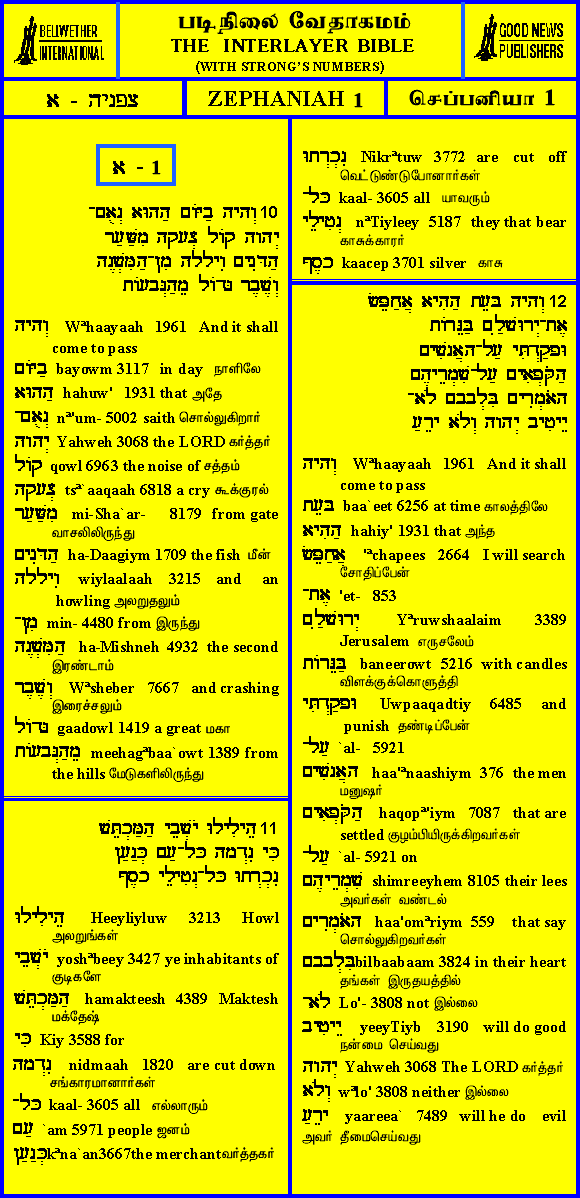 BELLWETHER
INTERNATIONAL
படிநிலை வேதாகமம்
THE INTERLAYER BIBLE
(WITH STRONG'S NUMBERS)
GOOD NEWS
PUBLISHERS
צפניה - א
ZEPHANIAH 1
செப்பனியா 1
א - 1
10 וְהָיָה בַיּוֹם הַהוּא נְאֻם־
יְהוָה קוֹל צְעָקָה מִשַּׁעַר
הַדָּגִים וִילָלָה מִן־הַמִּשְׁנֶה
וְשֶׁבֶר גָּדוֹל מֵהַגְּבָעוֹת
וְהָיָה Wᵊhaayaah 1961 And it shall
come to pass
בַיּוֹם bayowm 3117 in day நாளிலே
הַהוּא hahuw' 1931 that அதே
נְאֻם־ nᵊ'um- 5002 saith சொல்லுகிறார்
יְהוָה Yahweh 3068 the LORD கர்த்தர்
קוֹל qowl 6963 the noise of சத்தம்
צְעָקָה tsᵊ`aaqaah 6818 a cry கூக்குரல்
מִשַּׁעַר mi-Sha`ar- 8179 from gate
வாசலிலிருந்து
הַדָּגִים ha-Daagiym 1709 the fish மீன்
וִילָלָה wiylaalaah 3215 and an
howling அலறுதலும்
מִן־ min- 4480 from இருந்து
הַמִּשְׁנֶה ha-Mishneh 4932 the second
இரண்டாம்
וְשֶׁבֶר Wᵊsheber 7667 and crashing
இரைச்சலும்
גָּדוֹל gaadowl 1419 a great மகா
מֵהַגְּבָעוֹת meehagᵊbaa`owt 1389 from
the hills மேடுகளிலிருந்து
11 הֵילִילוּ יֹשְׁבֵי הַמַּכְתֵּשׁ
כִּי נִדְמָה כָּל־עַם כְּנַעַן
נִכְרְתוּ כָּל־נְטִילֵי כָסֶף
הֵילִילוּ Heeyliyluw 3213 Howl
அலறுங்கள்
יֹשְׁבֵי yoshᵊbeey 3427 ye inhabitants of
குடிகளே
הַמַּכְתֵּשׁ hamakteesh 4389 Maktesh
மக்தேஷ்
כִּי Kiy 3588 for
נִדְמָה nidmaah 1820 are cut down
சங்காரமானார்கள்
כָּל־ kaal- 3605 all எல்லாரும்
עַם `am 5971 people ஜனம்
כְּנַעַן kᵊna`an3667the merchantவர்த்தகர்
נִכְרְתוּ Nikrᵊtuw 3772 are cut off
வெட்டுண்டுபோனார்கள்
כָּל־ kaal- 3605 all யாவரும்
נְטִילֵי nᵊTiyleey 5187 they that bear
காசுக்காரர்
כָסֶף kaacep 3701 silver காசு
12 וְהָיָה בָּעֵת הַהִיא אֲחַפֵּשׂ
אֶת־יְרוּשָׁלִַם בַּנֵּרוֹת
וּפָקַדְתִּי עַל־הָאֲנָשִׁים
הַקֹּפְאִים עַל־שִׁמְרֵיהֶם
הָאֹמְרִים בִּלְבָבָם לֹא־
יֵיטִיב יְהוָה וְלֹא יָרֵעַ
וְהָיָה Wᵊhaayaah 1961 And it shall
come to pass
בָּעֵת baa`eet 6256 at time காலத்திலே
הַהִיא hahiy' 1931 that அந்த
אֲחַפֵּשׂ 'ᵃchapees 2664 I will search
சோதிப்பேன்
אֶת־ 'et- 853
יְרוּשָׁלִַם Yᵊruwshaalaim 3389
Jerusalem எருசலேம்
בַּנֵּרוֹת baneerowt 5216 with candles
விளக்குக்கொளுத்தி
וּפָקַדְתִּי Uwpaaqadtiy 6485 and
punish தண்டிப்பேன்
עַל־ `al- 5921
הָאֲנָשִׁים haa'ᵃnaashiym 376 the men
மனுஷர்
הַקֹּפְאִים haqopᵊ'iym 7087 that are
settled குழம்பியிருக்கிறவர்கள்
עַל־ `al- 5921 on
שִׁמְרֵיהֶם shimreeyhem 8105 their lees
அவர்கள் வண்டல்
הָאֹמְרִים haa'omᵊriym 559 that say
சொல்லுகிறவர்கள்
בִּלְבָבָם bilbaabaam 3824 in their heart
தங்கள் இருதயத்தில்
לֹא־ Lo'- 3808 not இல்லை
יֵיטִיב yeeyTiyb 3190 will do good
நன்மை செய்வது
יְהוָה Yahweh 3068 The LORD கர்த்தர்
וְלֹא wᵊlo' 3808 neither இல்லை
יָרֵעַ yaareea` 7489 will he do evil
அவர் தீமைசெய்வது